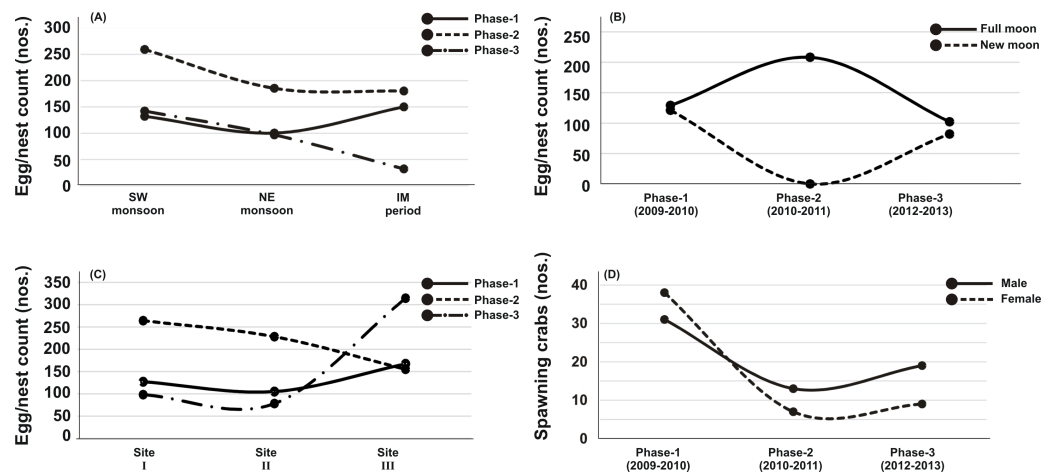 (A)
Egg/nest count (nos.)
300
250
200
150
100
50
0
SW
monsoon
NE
monsoon
IM
period
Phase-1
Phase-2
Phase-3
(B)
Egg/nest count (nos.)
250
200
150
100
50
0
Phase-1
(2009-2010)
Phase-2
(2010-2011)
Phase-3
(2012-2013)
Full moon
New moon
(C)
Egg/nest count (nos.)
350
300
250
200
150
100
50
0
Site
I
Site
II
Site
III
Phase-1
Phase-2
Phase-3
(D)
Spawning crabs (nos.)
40
30
20
10
0
Phase-1
(2009-2010)
Phase-2
(2010-2011)
Phase-3
(2012-2013)
Male
Female